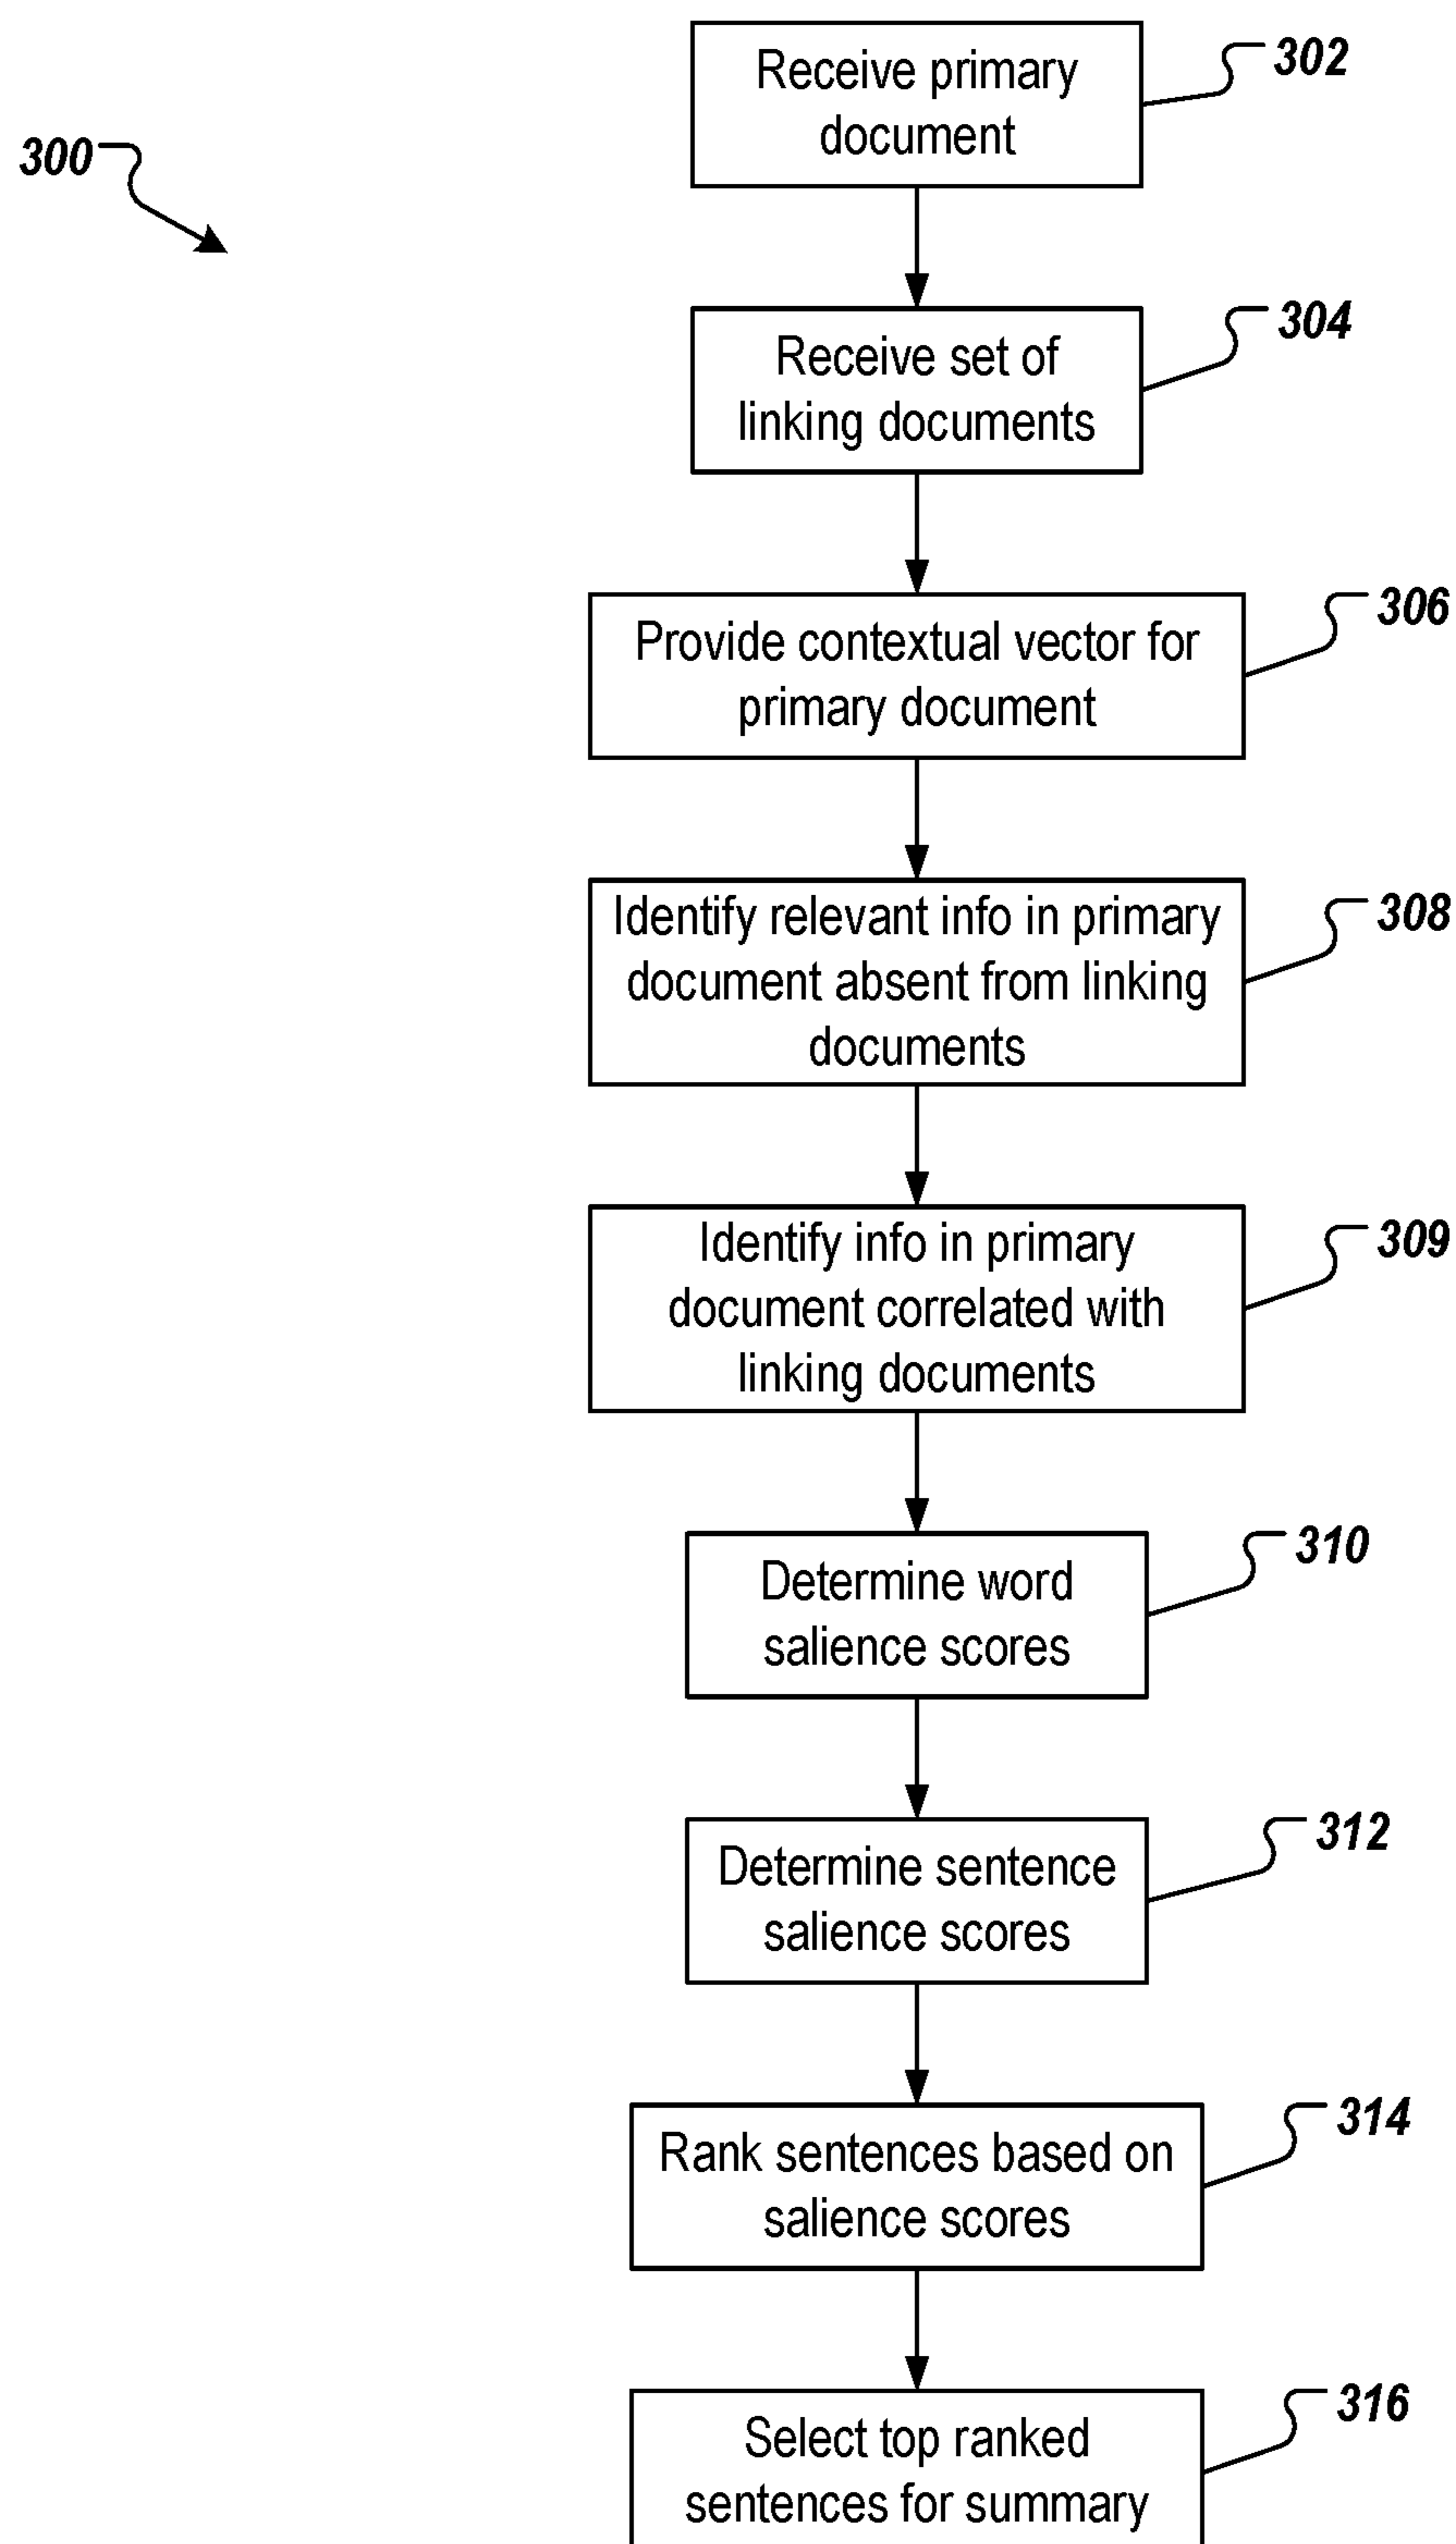 Receive primary
document
302
300
Receive set of
linking documents
304
Provide contextual vector for
primary document
306
Identify relevant info in primary
document absent from linking
documents
308
Identify info in primary
document correlated with
linking documents
309
Determine word
salience scores
310
Determine sentence
salience scores
312
Rank sentences based on
salience scores
314
Select top ranked
sentences for summary
316